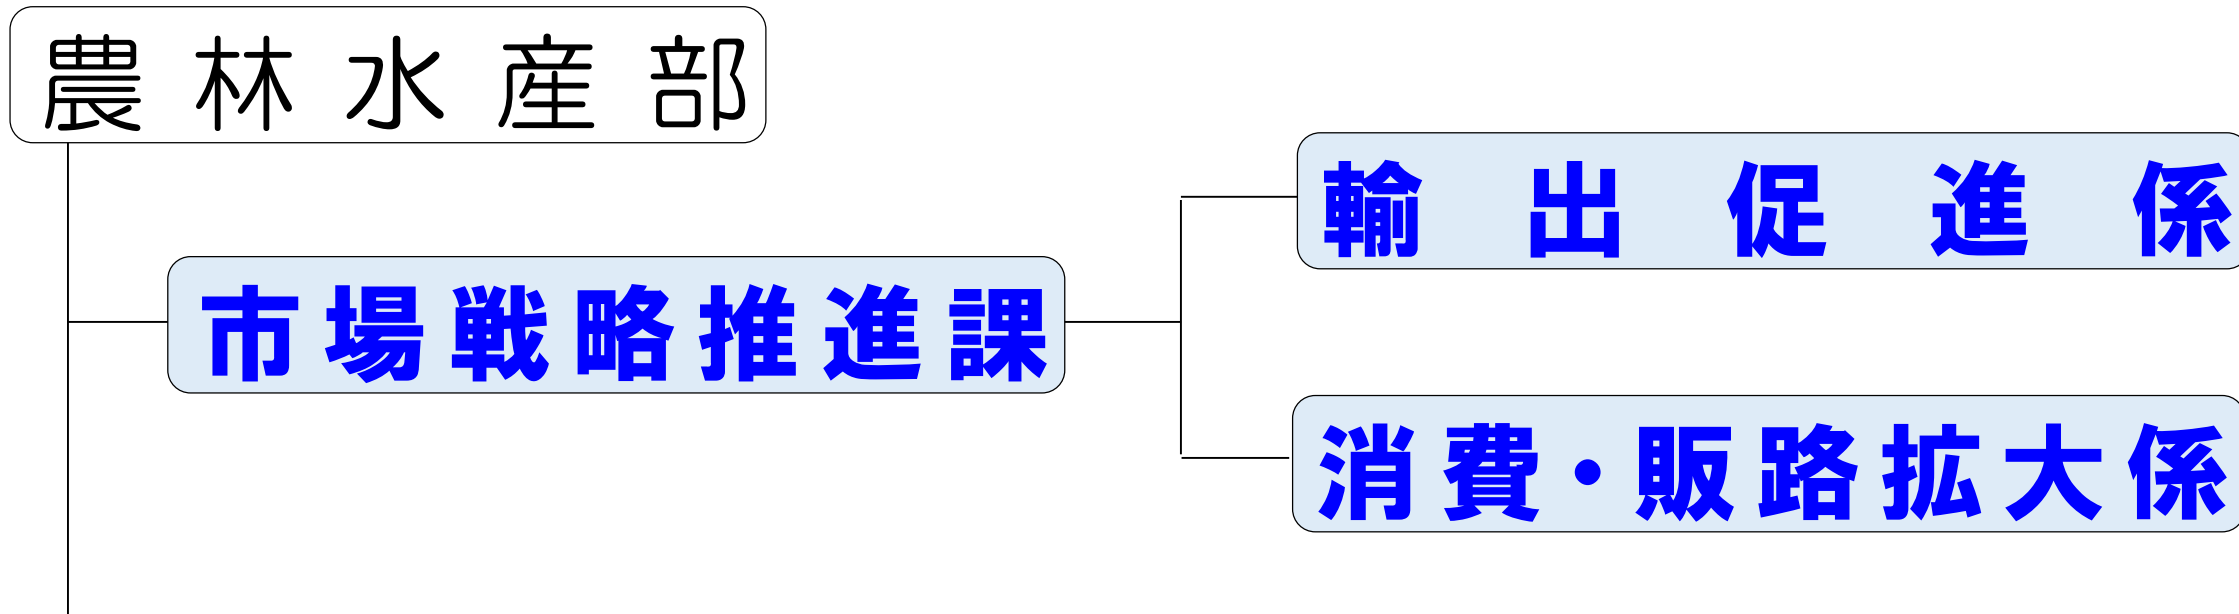 農林水産部
輸出促進係
市場戦略推進課
消費・販路拡大係